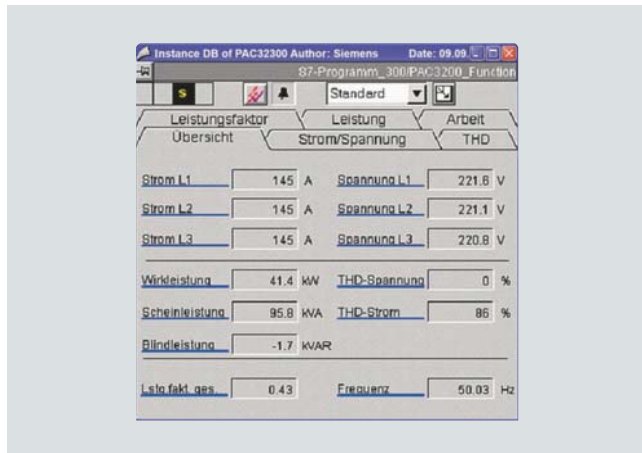 Instance DB of PAC32300 Author: Siemens Date: 09.09.
S7-Programm_300/PAC3200_Function
S Standard
Leistungsfaktor Leistung Arbeit
Übersicht Strom/Spannung THD
Strom L1 145 A Spannung L1 221.6 V
Strom L2 145 A Spannung L2 221.1 V
Strom L3 145 A Spannung L3 220.8 V
Wirkleistung 41.4 kW THD-Spannung 0 %
Scheinleistung 95.8 kVA THD-Strom 86 %
Blindleistung -1.7 kVAR
Lstg.fakt. ges. 0.43 Frequenz 50.03 Hz